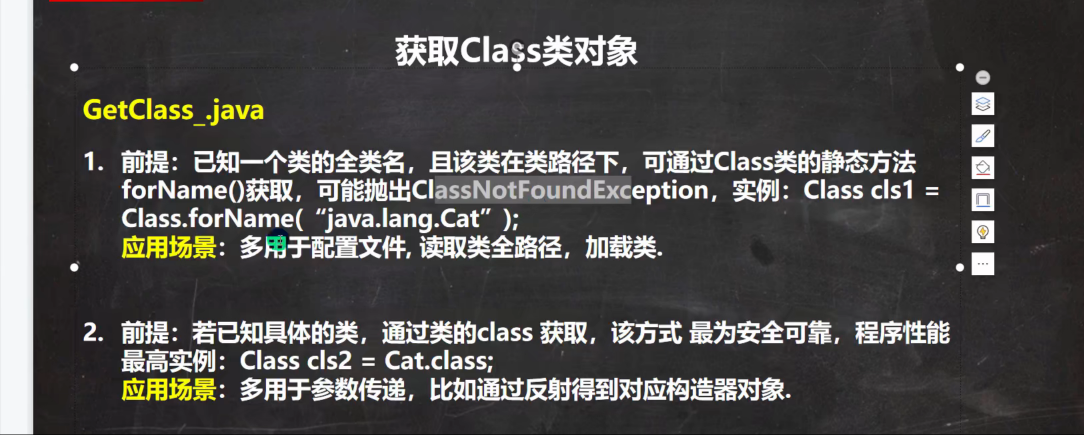 获取Class类对象
GetClass_.java
1. 前提：已知一个类的全类名，且该类在类路径下，可通过Class类的静态方法
forName()获取，可能抛出ClassNotFoundException，实例：Class cls1 =
Class.forName(“java.lang.Cat”);
应用场景：多用于配置文件, 读取类全路径，加载类.
2. 前提：若已知具体的类，通过类的class 获取，该方式 最为安全可靠，程序性能
最高实例：Class cls2 = Cat.class;
应用场景：多用于参数传递，比如通过反射得到对应构造器对象.